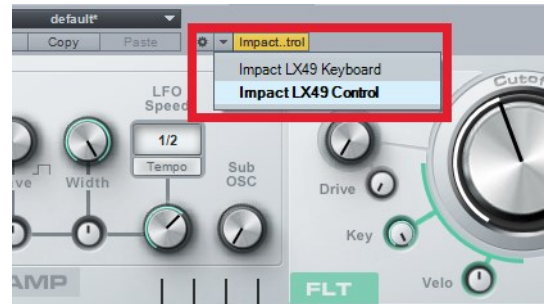 default*
Copy Paste Impact..trol
Impact LX49 Keyboard
Impact LX49 Control
LFO
Speed
Cutof
1/2
Tempo
ve Width
Sub
OSC
Drive
Key
AMP
FLT
Velo